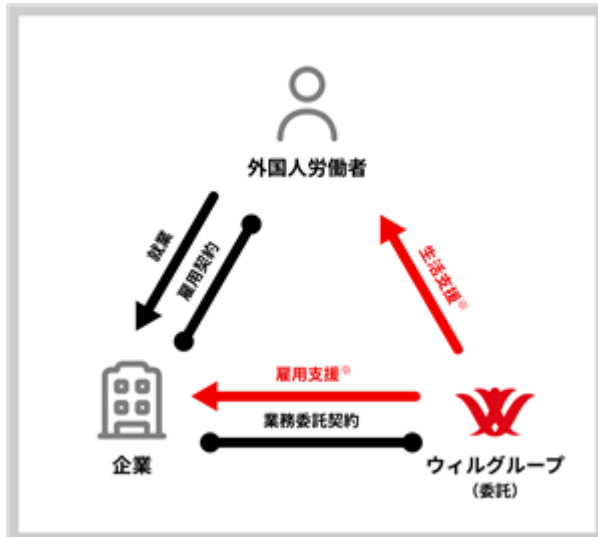 外国人労働者
就業
雇用契約
生活支援※
雇用支援※
業務委託契約
企業
ウィルグループ
（委託）